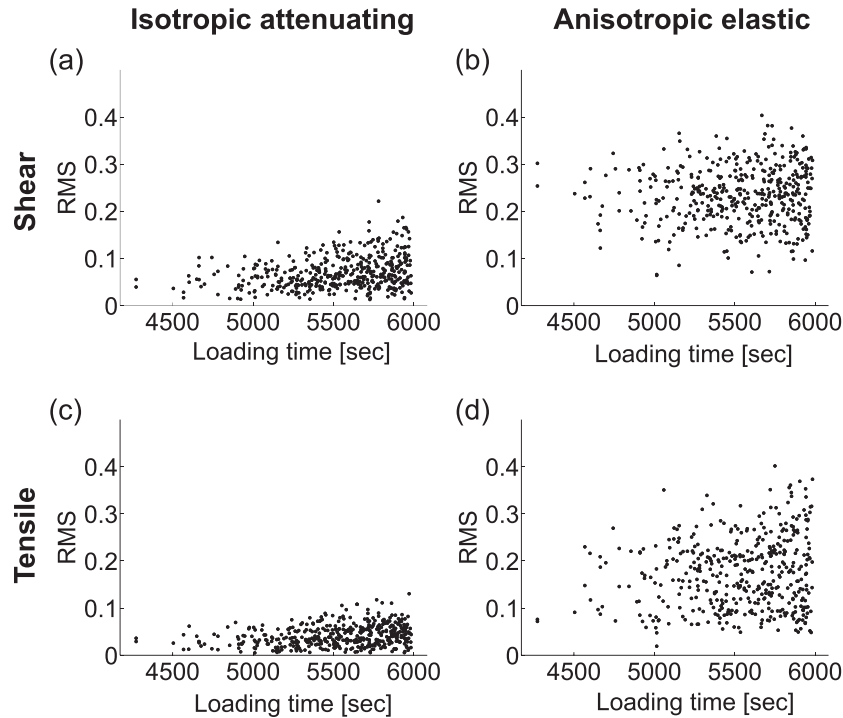 Isotropic attenuating
Anisotropic elastic
(a)
(b)
Shear
RMS
0.4
0.3
0.2
0.1
0
4500 5000 5500 6000
Loading time [sec]
RMS
0.4
0.3
0.2
0.1
0
4500 5000 5500 6000
Loading time [sec]
(c)
(d)
Tensile
RMS
0.4
0.3
0.2
0.1
0
4500 5000 5500 6000
Loading time [sec]
RMS
0.4
0.3
0.2
0.1
0
4500 5000 5500 6000
Loading time [sec]